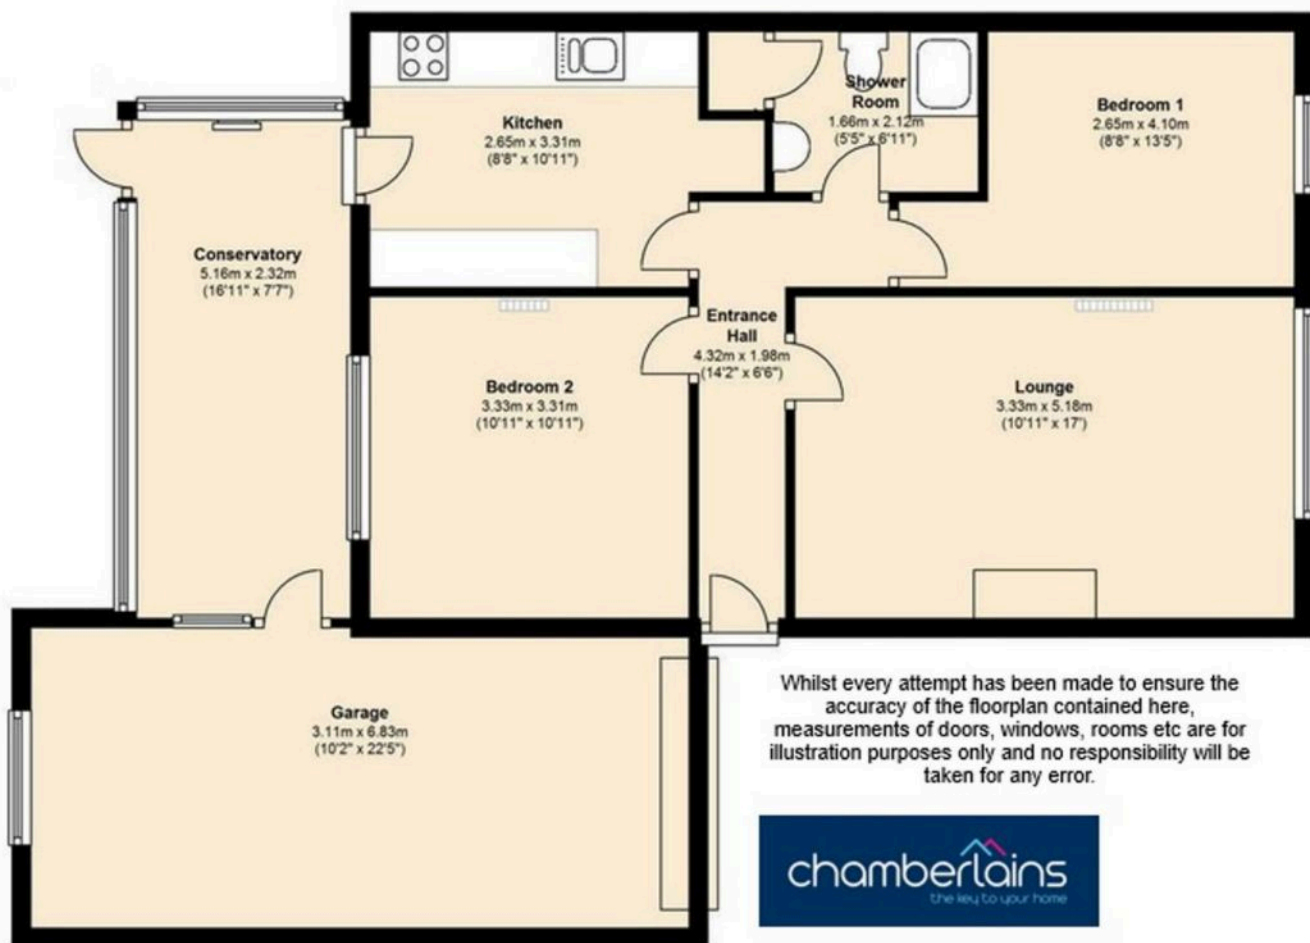 Kitchen
2.65m x 3.31m
(8'8" x 10'11")
Shower
Room
1.66m x 2.12m
(5'5" x 6'11")
Bedroom 1
2.65m x 4.10m
(8'8" x 13'5")
Conservatory
5.16m x 2.32m
(16'11" x 7'7")
Entrance
Hall
4.32m x 1.98m
(14'2" x 6'6")
Bedroom 2
3.33m x 3.31m
(10'11" x 10'11")
Lounge
3.33m x 5.18m
(10'11" x 17')
Garage
3.11m x 6.83m
(10'2" x 22'5")
Whilst every attempt has been made to ensure the
accuracy of the floorplan contained here,
measurements of doors, windows, rooms etc are for
illustration purposes only and no responsibility will be
taken for any error.
chamberlains
the key to your home